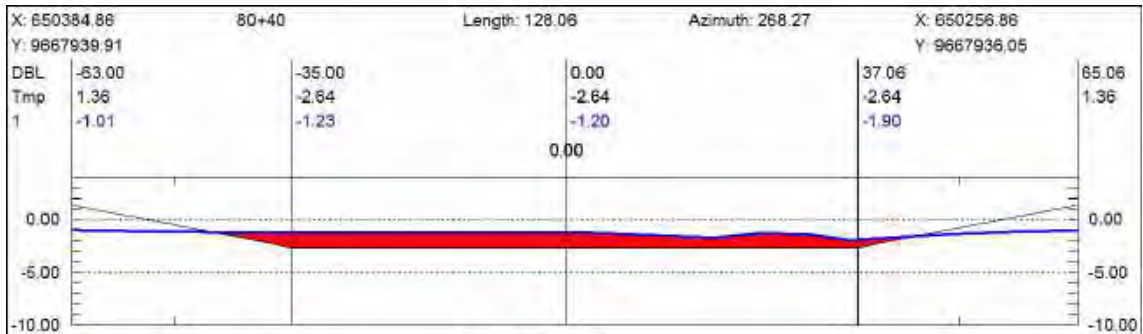 X: 650384.86 80+40 Length: 128.06 Azimuth: 268.27 X: 650256.86
Y: 9667939.91 Y: 9667936.05
DBL -63.00 -35.00 0.00 37.06 65.06
Tmp 1.36 -2.64 -2.64 -2.64 1.36
1 -1.01 -1.23 -1.20 -1.90
0.00
0.00 0.00
-5.00 -5.00
-10.00 -10.00